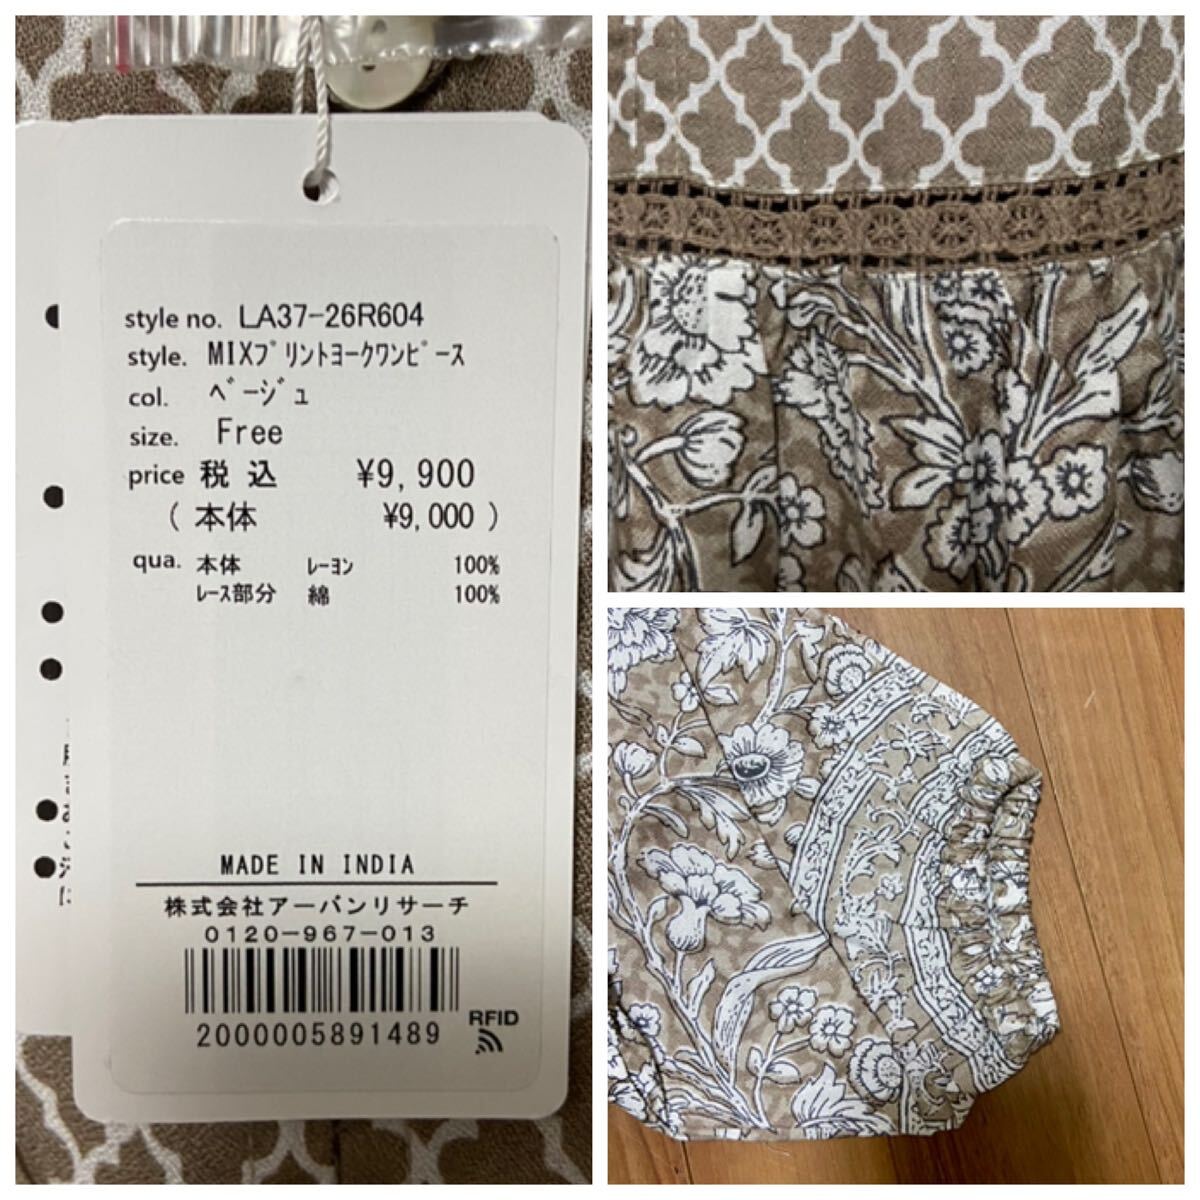 style no. LA37-26R604
style. MIXﾌﾟﾘﾝﾄﾖｰｸﾜﾝﾋﾟｰｽ
col. ﾍﾞｰｼﾞｭ
size. Free
price 税込 ¥9,900
( 本体 ¥9,000 )
qua. 本体 ﾚｰﾖﾝ 100%
ﾚｰｽ部分 綿 100%
MADE IN INDIA
株式会社アーバンリサーチ
0120-967-013
2000005891489
RFID